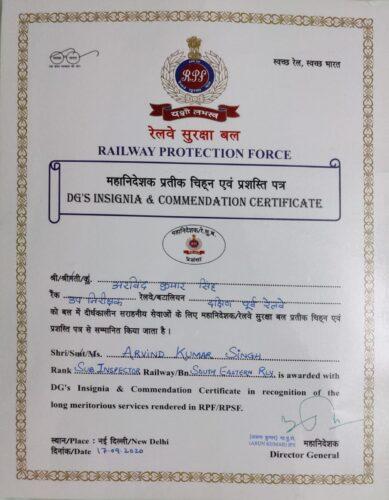 स्वच्छ रेल, स्वच्छ भारत
RPF
यशो लभस्व
रेलवे सुरक्षा बल
RAILWAY PROTECTION FORCE
महानिदेशक प्रतीक चिह्न एवं प्रशस्ति पत्र
DG'S INSIGNIA & COMMENDATION CERTIFICATE
महानिदेशक/रे.सु.ब.
प्रशंसा
श्री/श्रीमती/कु. अरविंद कुमार सिंह
रैंक उप निरीक्षक रेलवे/बटालियन दक्षिण पूर्व रेलवे
को बल में दीर्घकालीन सराहनीय सेवाओं के लिए महानिदेशक/रेलवे सुरक्षा बल प्रतीक चिह्न एवं
प्रशस्ति पत्र से सम्मानित किया जाता है।
Shri/Smt/Ms. ARVIND KUMAR SINGH
Rank SUB INSPECTOR Railway/Bn. SOUTH EASTERN RLY. is awarded with
DG's Insignia & Commendation Certificate in recognition of the
long meritorious services rendered in RPF/RPSF.
(अरुण कुमार) भा.पु.से.
(ARUN KUMAR) IPS
स्थान/Place : नई दिल्ली/New Delhi
दिनांक/Date 17-09-2020
महानिदेशक
Director General